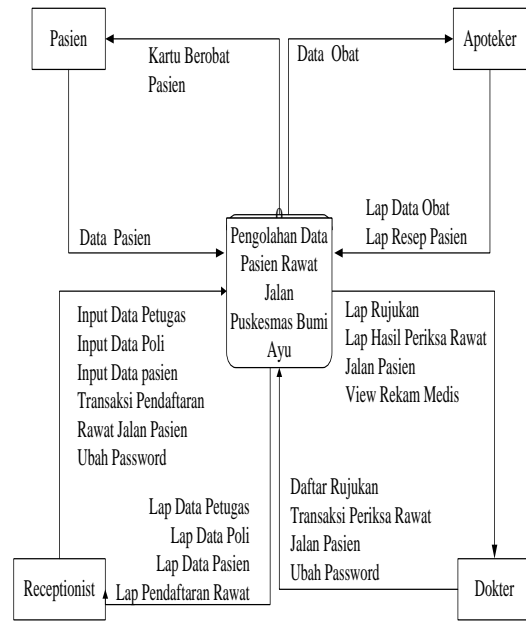 Pasien
Kartu Berobat
Pasien
Data Obat
Apoteker
Data Pasien
Pengolahan Data
Pasien Rawat
Jalan
Puskesmas Bumi
Ayu
Lap Data Obat
Lap Resep Pasien
Input Data Petugas
Input Data Poli
Input Data pasien
Transaksi Pendaftaran
Rawat Jalan Pasien
Ubah Password
Lap Rujukan
Lap Hasil Periksa Rawat
Jalan Pasien
View Rekam Medis
Lap Data Petugas
Lap Data Poli
Lap Data Pasien
Lap Pendaftaran Rawat
Daftar Rujukan
Transaksi Periksa Rawat
Jalan Pasien
Ubah Password
Receptionist
Dokter